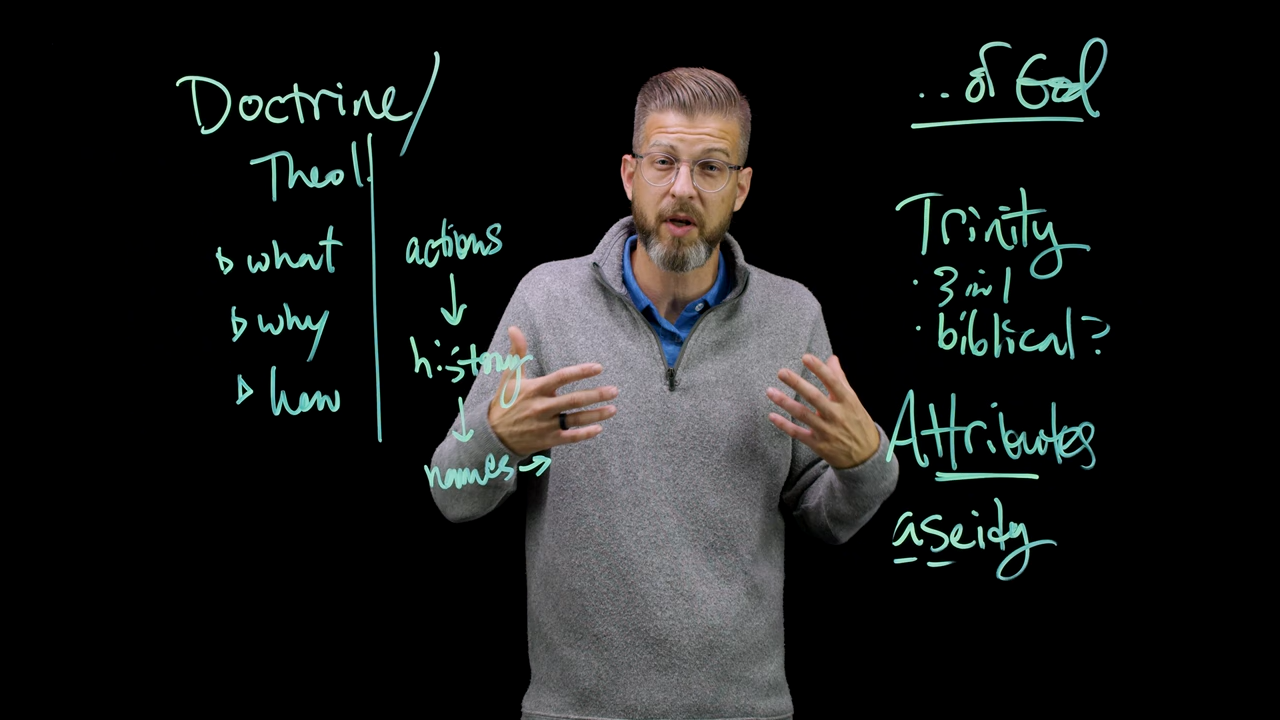 Doctrine/
Theol
▷ what
▷ why
▷ how
actions
↓
history
↓
names →
...of God
Trinity
· 3 in 1
· biblical?
Attributes
aseity